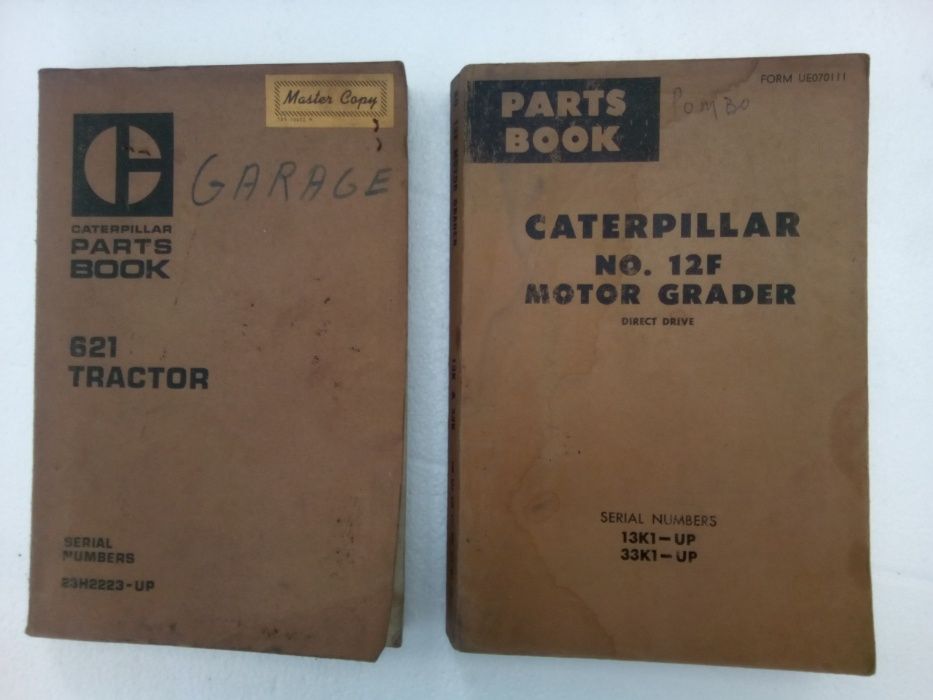 Master Copy
GARAGE
CATERPILLAR
PARTS
BOOK
621
TRACTOR
SERIAL
NUMBERS
23H2223-UP
FORM UE070111
PARTS
BOOK
Pombo
CATERPILLAR
NO. 12F
MOTOR GRADER
DIRECT DRIVE
SERIAL NUMBERS
13K1-UP
33K1-UP